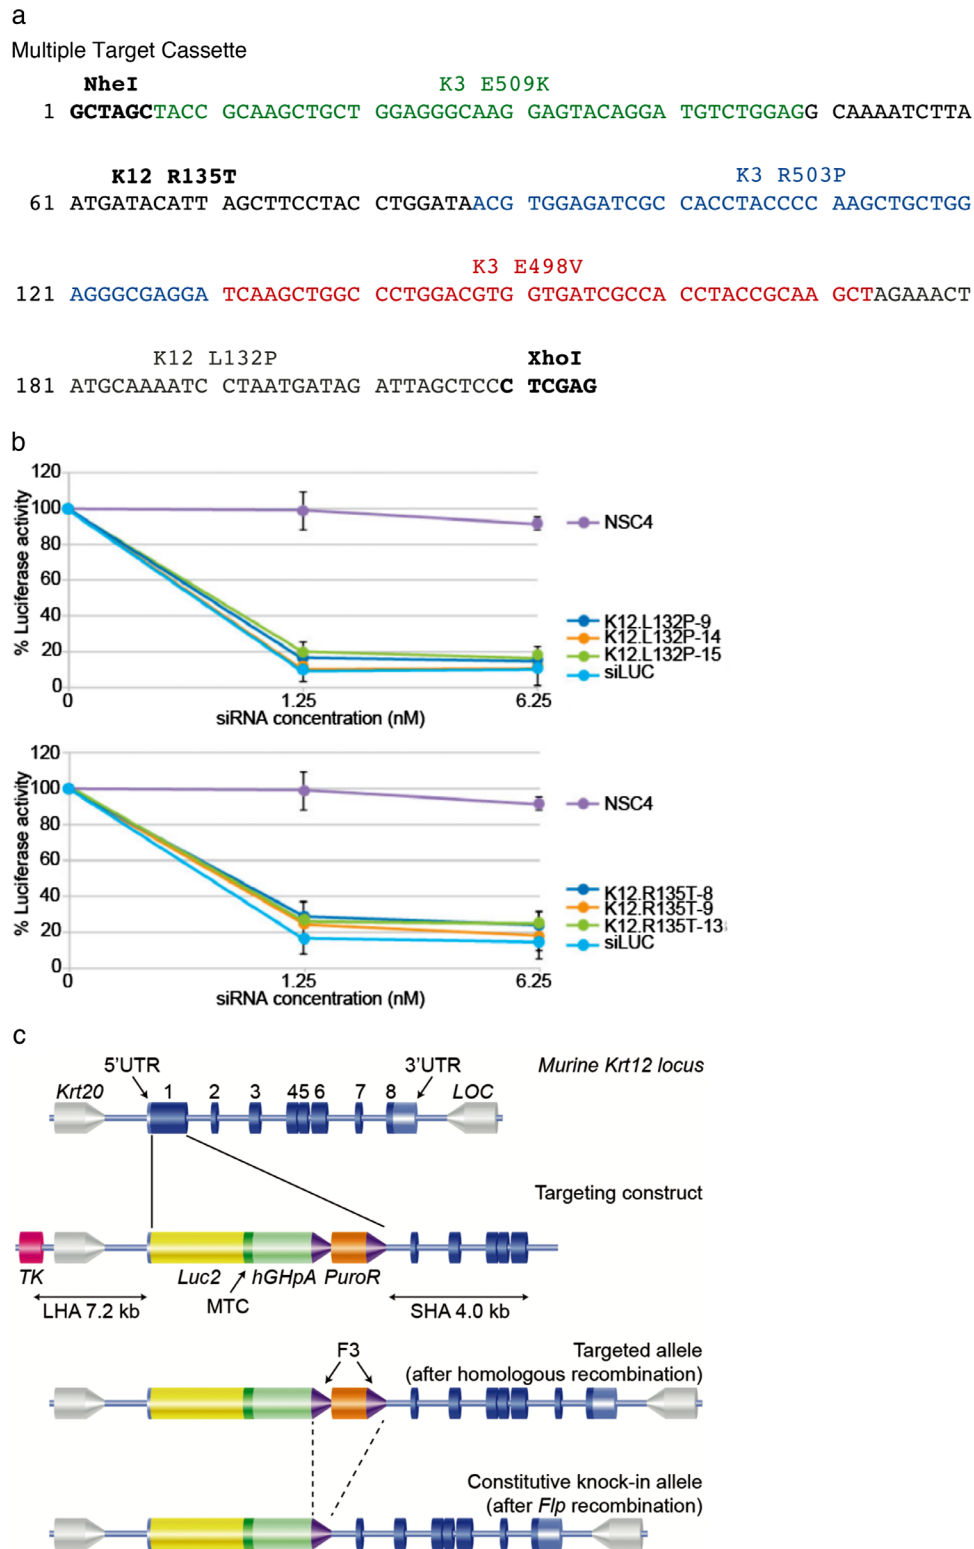 a
Multiple Target Cassette
NheI K3 E509K
1 GCTAGCTACC GCAAGCTGCT GGAGGGCAAG GAGTACAGGA TGTCTGGAGG CAAAATCTTA
K12 R135T K3 R503P
61 ATGATACATT AGCTTCCTAC CTGGATAACG TGGAGATCGC CACCTACCCC AAGCTGCTGG
K3 E498V
121 AGGGCGAGGA TCAAGCTGGC CCTGGACGTG GTGATCGCCA CCTACCGCAA GCTAGAAACT
K12 L132P XhoI
181 ATGCAAAATC CTAATGATAG ATTAGCTCCC TCGAG
b
120
100
80
60
40
20
0
% Luciferase activity
0 1.25 6.25
siRNA concentration (nM)
NSC4
K12.L132P-9
K12.L132P-14
K12.L132P-15
siLUC
120
100
80
60
40
20
0
% Luciferase activity
0 1.25 6.25
siRNA concentration (nM)
NSC4
K12.R135T-8
K12.R135T-9
K12.R135T-13
siLUC
c
5'UTR 3'UTR Murine Krt12 locus
Krt20 1 2 3 4 5 6 7 8 LOC
Targeting construct
TK Luc2 hGHpA PuroR
MTC
LHA 7.2 kb SHA 4.0 kb
F3 Targeted allele
(after homologous recombination)
Constitutive knock-in allele
(after Flp recombination)